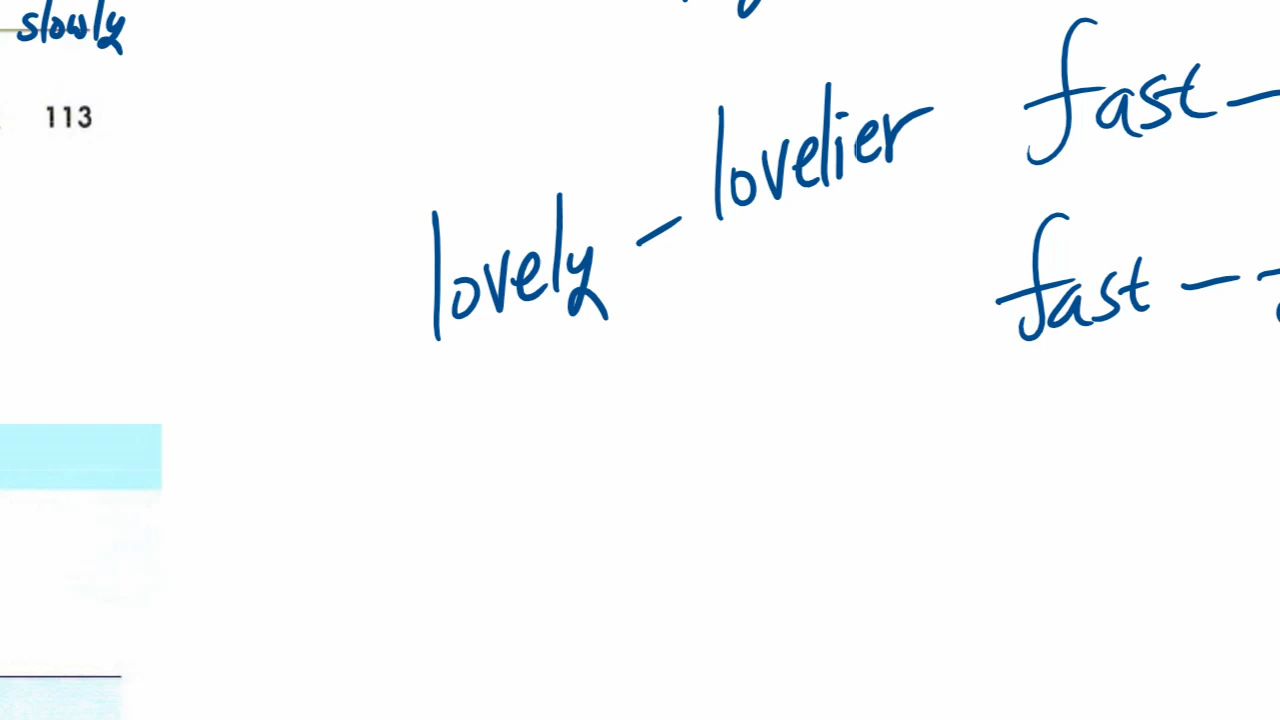 slowly
113
lovely – lovelier
fast –
fast –